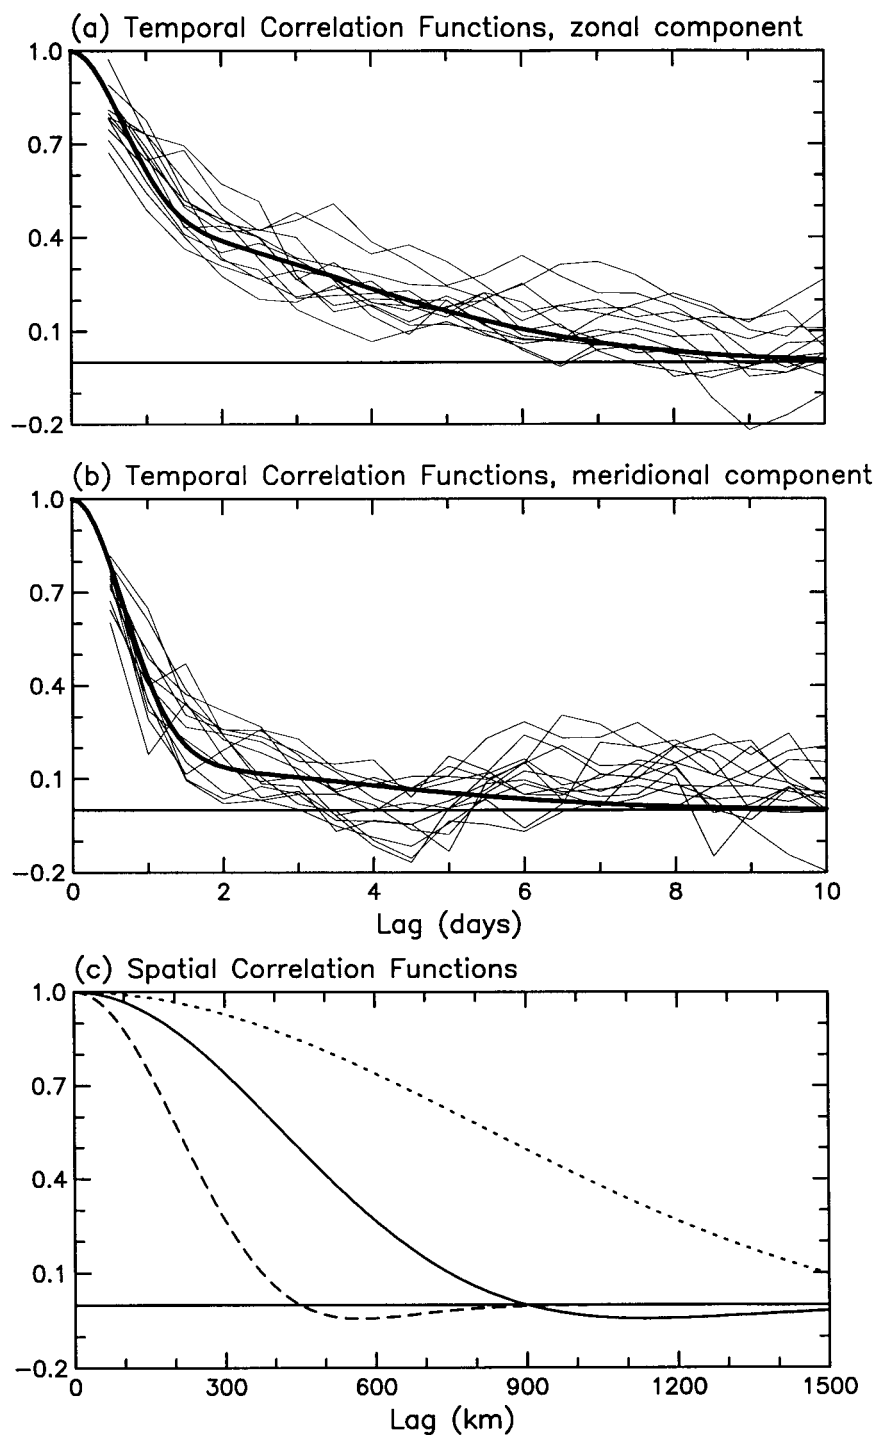 (a) Temporal Correlation Functions, zonal component
1.0
0.7
0.4
0.1
-0.2
(b) Temporal Correlation Functions, meridional component
1.0
0.7
0.4
0.1
-0.2
0 2 4 6 8 10
Lag (days)
(c) Spatial Correlation Functions
1.0
0.7
0.4
0.1
-0.2
0 300 600 900 1200 1500
Lag (km)